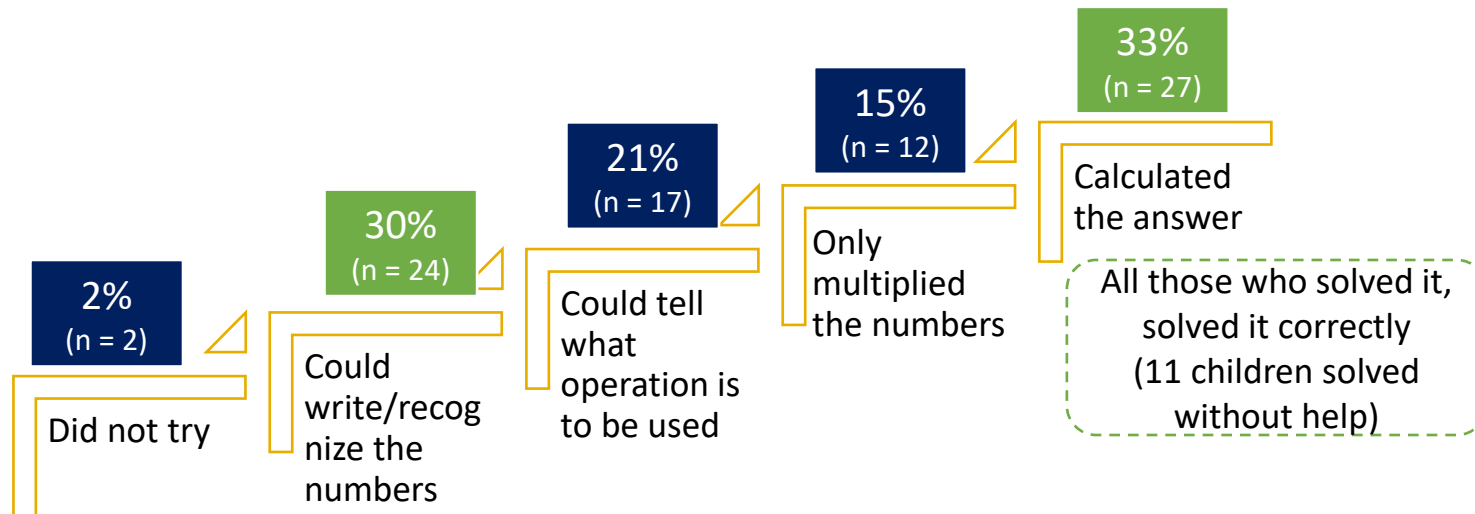 2%
(n = 2)
Did not try
30%
(n = 24)
Could
write/recog
nize the
numbers
21%
(n = 17)
Could tell
what
operation is
to be used
15%
(n = 12)
Only
multiplied
the numbers
33%
(n = 27)
Calculated
the answer
All those who solved it,
solved it correctly
(11 children solved
without help)